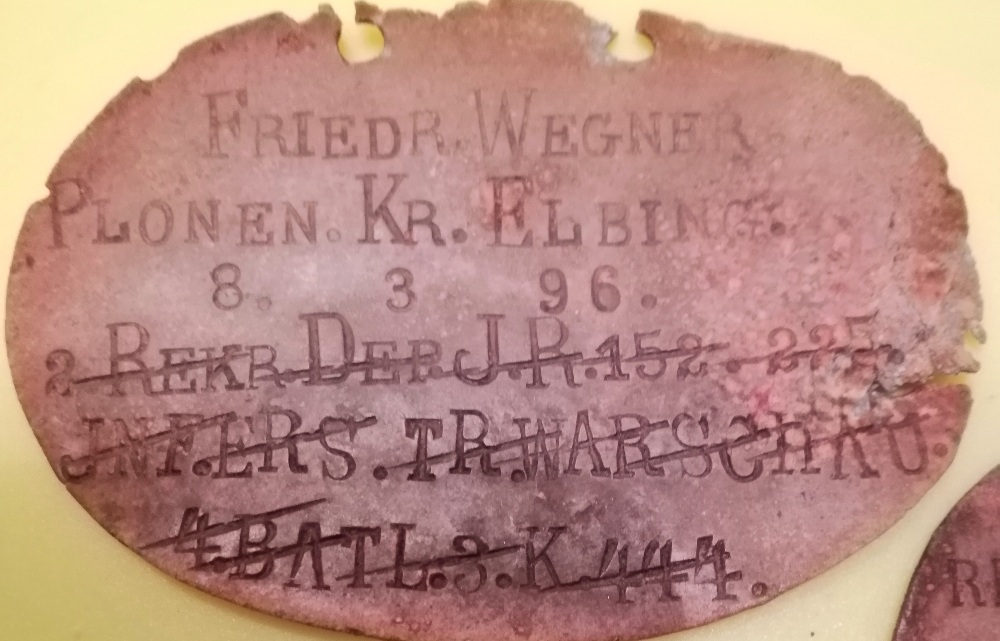 FRIEDR. WEGNER
PLONEN. KR. ELBING.
8. 3 96.
2 REKR. DEP. J.R. 152. 225.
JNF.ERS. TR. WARSCHAU.
4 BATL. 3. K 444.